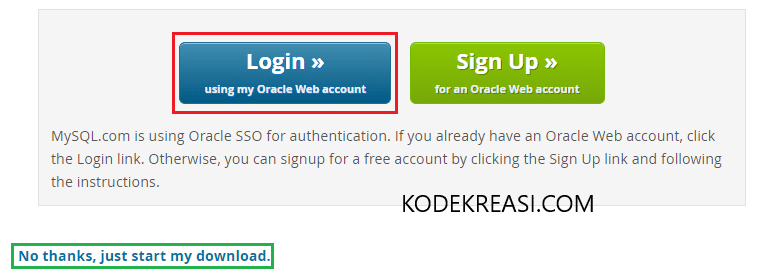 Login »
using my Oracle Web account
Sign Up »
for an Oracle Web account
MySQL.com is using Oracle SSO for authentication. If you already have an Oracle Web account, click
the Login link. Otherwise, you can signup for a free account by clicking the Sign Up link and following
the instructions.
KODEKREASI.COM
No thanks, just start my download.